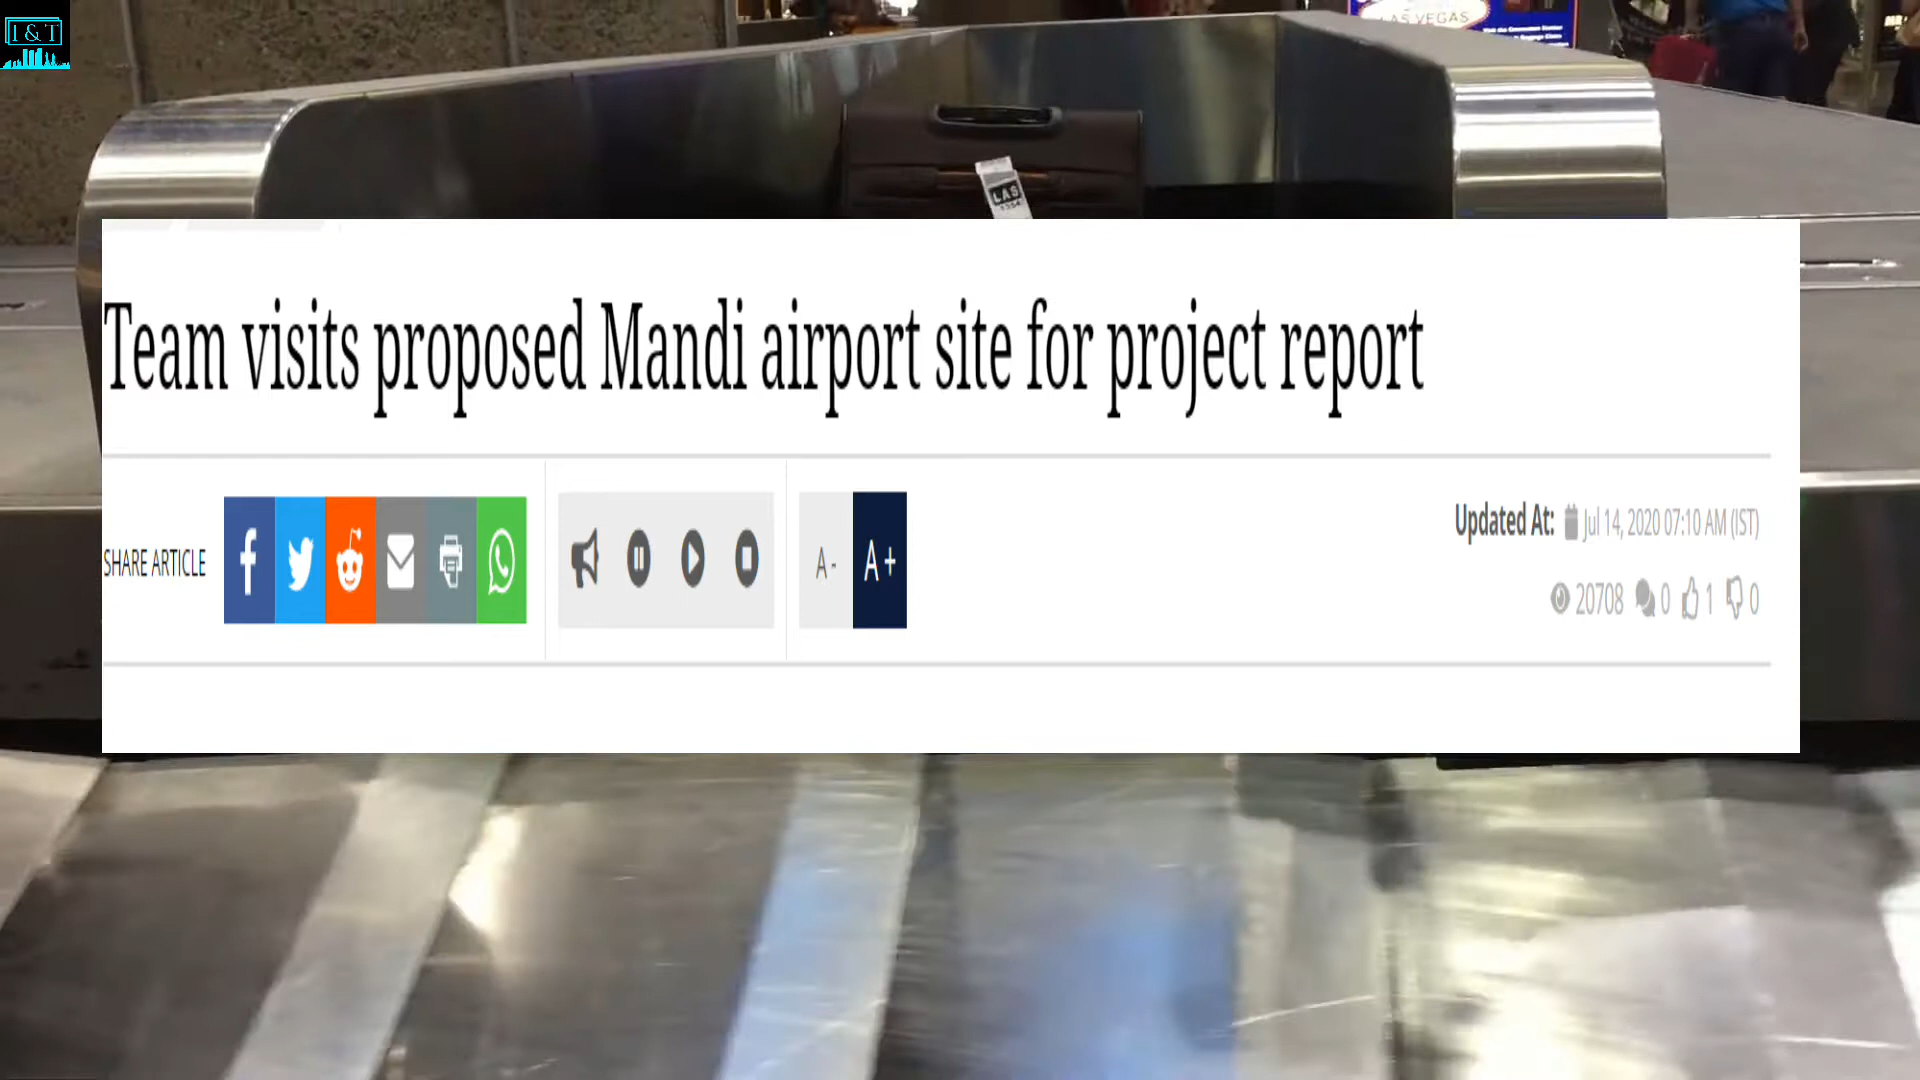 I & T
LAS VEGAS
LAS
Team visits proposed Mandi airport site for project report
SHARE ARTICLE
A -
A +
Updated At: Jul 14, 2020 07:10 AM (IST)
20708 0 1 0